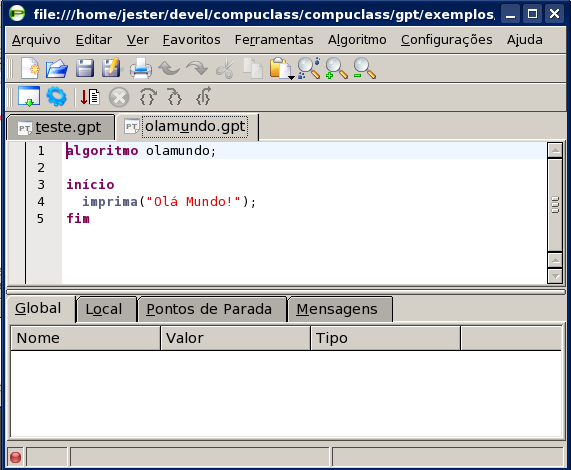 file:///home/jester/devel/compuclass/compuclass/gpt/exemplos
Arquivo Editar Ver Favoritos Ferramentas Algoritmo Configurações Ajuda
teste.gpt olamundo.gpt
1 algoritmo olamundo;
2
3 início
4 imprima("Olá Mundo!");
5 fim
Global Local Pontos de Parada Mensagens
Nome Valor Tipo